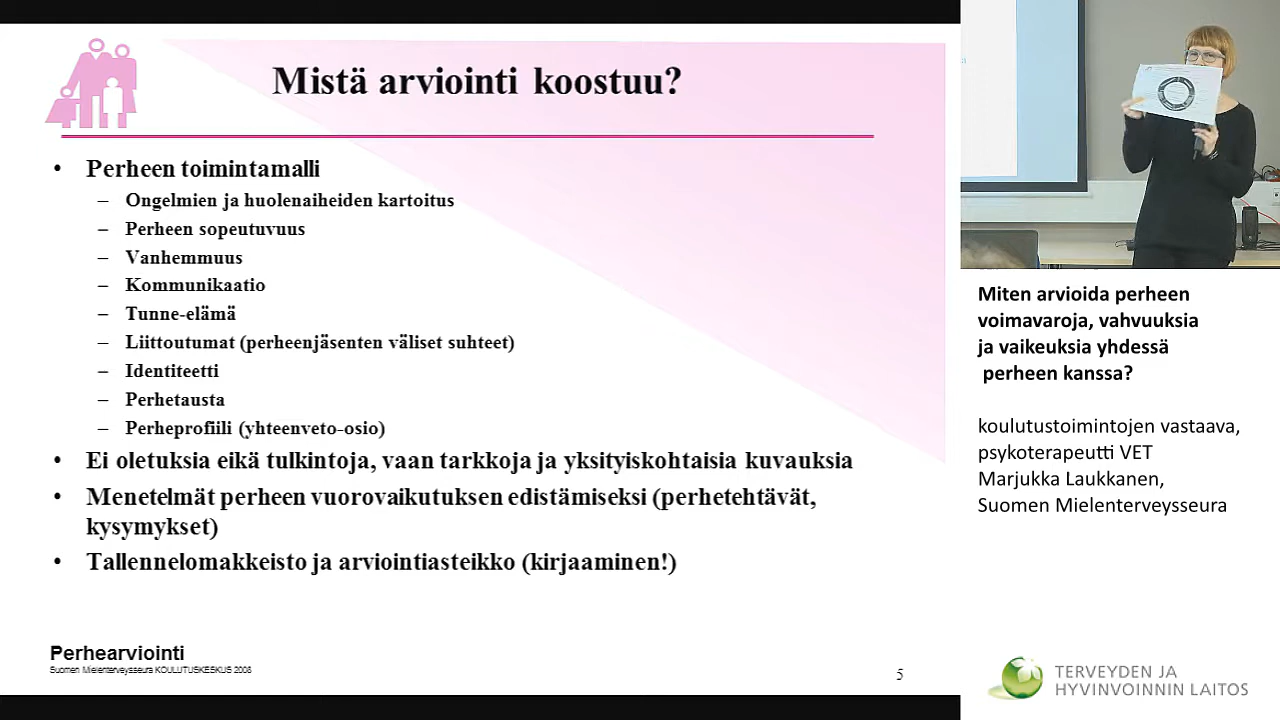 Mistä arviointi koostuu?
• Perheen toimintamalli
– Ongelmien ja huolenaiheiden kartoitus
– Perheen sopeutuvuus
– Vanhemmuus
– Kommunikaatio
– Tunne-elämä
– Liittoutumat (perheenjäsenten väliset suhteet)
– Identiteetti
– Perhetausta
– Perheprofiili (yhteenveto-osio)
• Ei oletuksia eikä tulkintoja, vaan tarkkoja ja yksityiskohtaisia kuvauksia
• Menetelmät perheen vuorovaikutuksen edistämiseksi (perhetehtävät,
kysymykset)
• Tallennelomakkeisto ja arviointiasteikko (kirjaaminen!)
Perhearviointi
Suomen Mielenterveysseura KOULUTUSKESKUS 2008
5
Miten arvioida perheen
voimavaroja, vahvuuksia
ja vaikeuksia yhdessä
perheen kanssa?
koulutustoimintojen vastaava,
psykoterapeutti VET
Marjukka Laukkanen,
Suomen Mielenterveysseura
TERVEYDEN JA
HYVINVOINNIN LAITOS